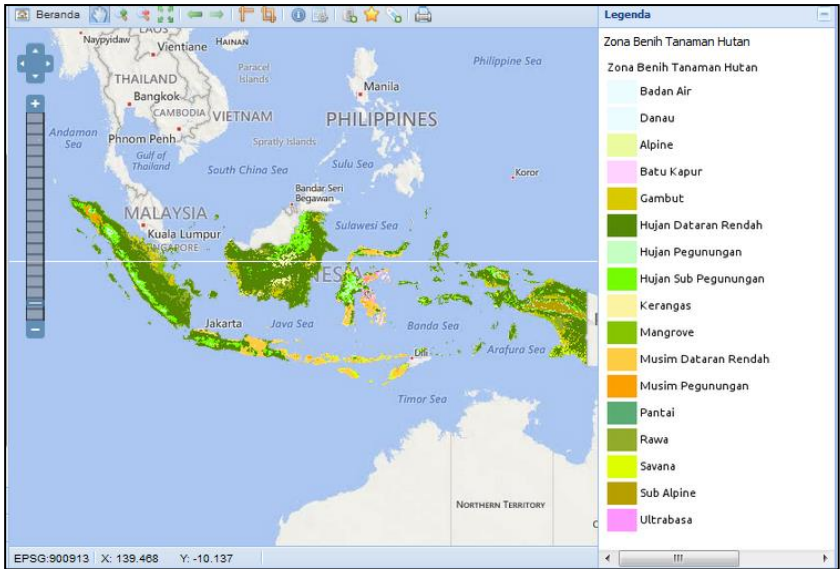 Beranda
Legenda
Zona Benih Tanaman Hutan
Zona Benih Tanaman Hutan
Badan Air
Danau
Alpine
Batu Kapur
Gambut
Hujan Dataran Rendah
Hujan Pegunungan
Hujan Sub Pegunungan
Kerangas
Mangrove
Musim Dataran Rendah
Musim Pegunungan
Pantai
Rawa
Savana
Sub Alpine
Ultrabasa
LAOS
Naypyidaw
Vientiane
HAINAN
Philippine Sea
Paracel
Islands
THAILAND
Manila
Bangkok
CAMBODIA
VIETNAM
PHILIPPINES
Andaman
Sea
Phnom Penh
Spratly Islands
Gulf of
Thailand
Sulu Sea
South China Sea
Koror
Bandar Seri
Begawan
MALAYSIA
Sulawesi Sea
Kuala Lumpur
SINGAPORE
Jakarta
Java Sea
Banda Sea
Dili
Arafura Sea
Timor Sea
NORTHERN TERRITORY
EPSG:900913 X: 139.468 Y: -10.137